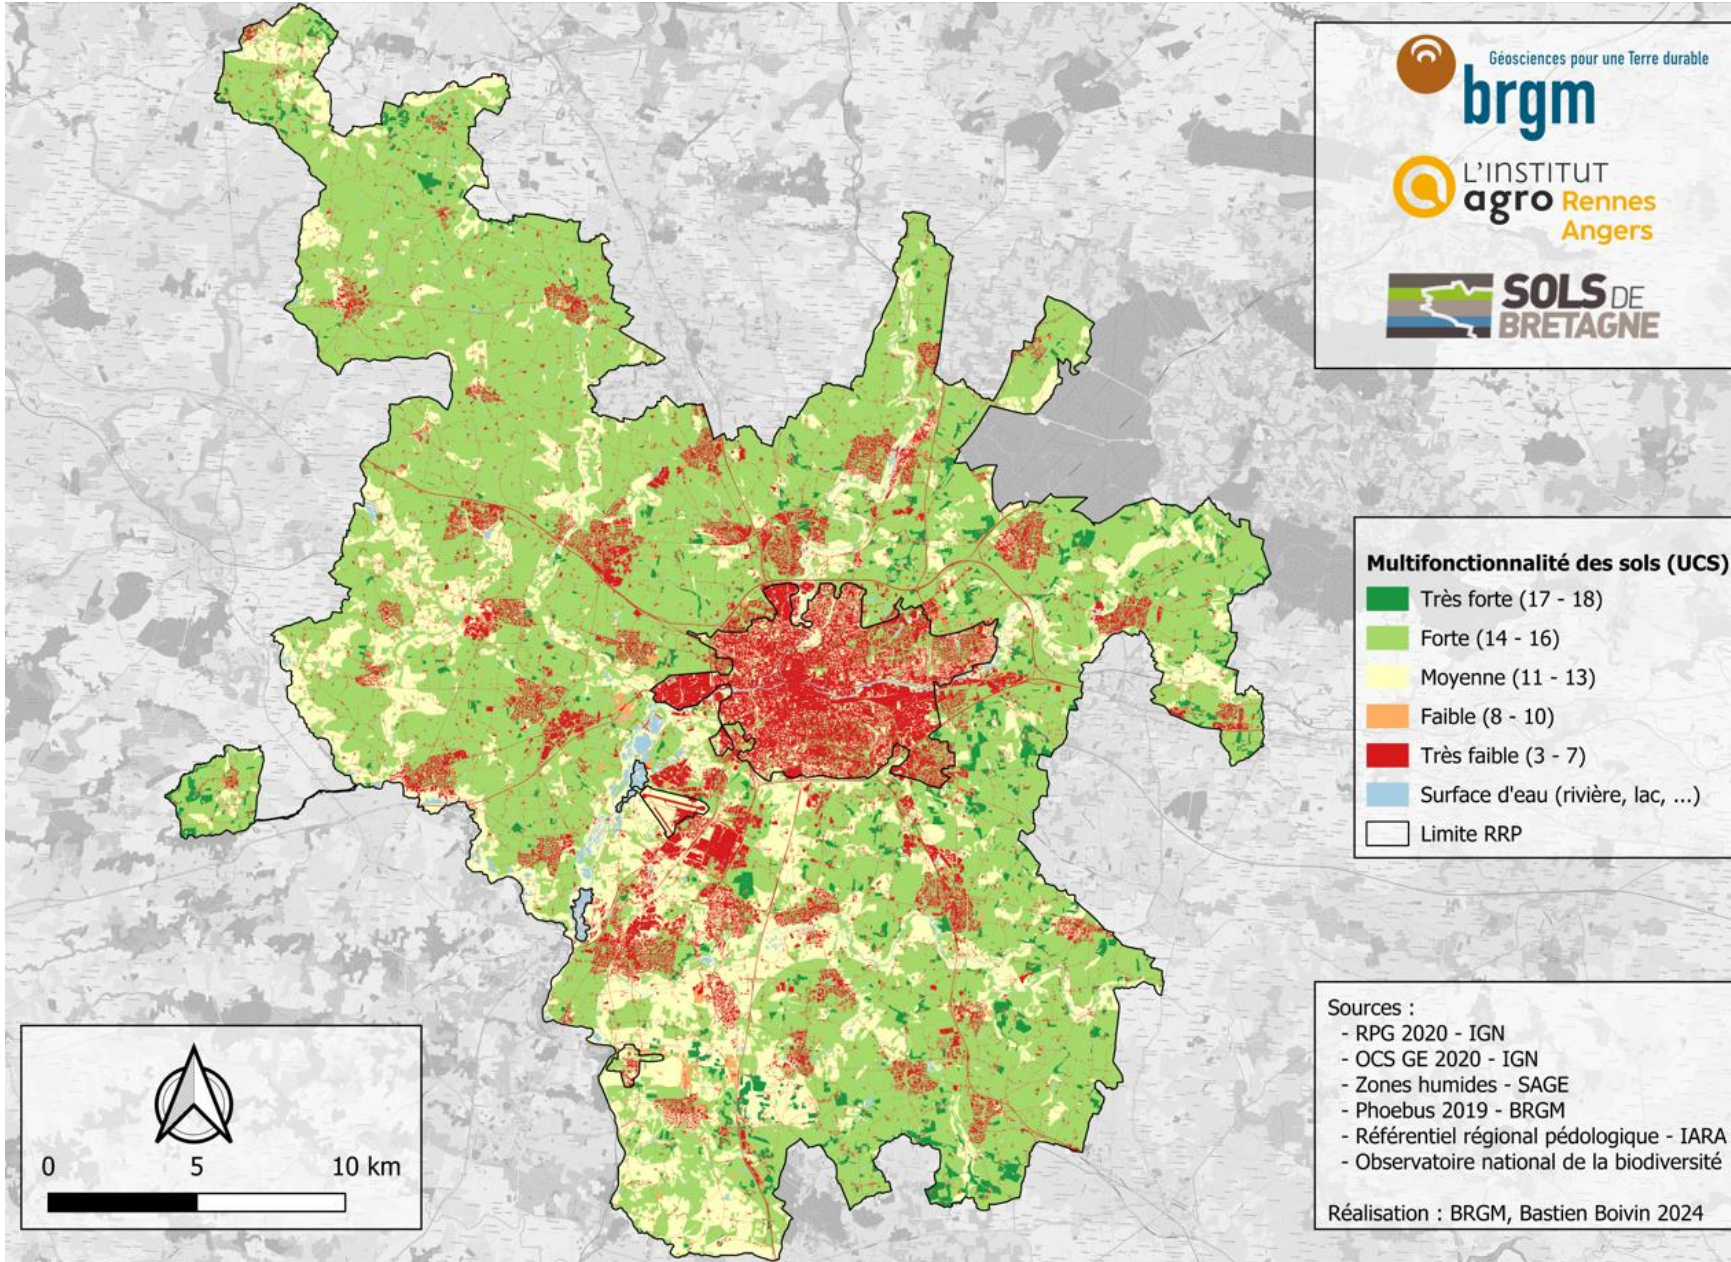 Géosciences pour une Terre durable
brgm
L'INSTITUT
agro Rennes
Angers
SOLS DE
BRETAGNE
Multifonctionnalité des sols (UCS)
Très forte (17 - 18)
Forte (14 - 16)
Moyenne (11 - 13)
Faible (8 - 10)
Très faible (3 - 7)
Surface d'eau (rivière, lac, ...)
Limite RRP
Sources :
- RPG 2020 - IGN
- OCS GE 2020 - IGN
- Zones humides - SAGE
- Phoebus 2019 - BRGM
- Référentiel régional pédologique - IARA
- Observatoire national de la biodiversité
Réalisation : BRGM, Bastien Boivin 2024
0 5 10 km